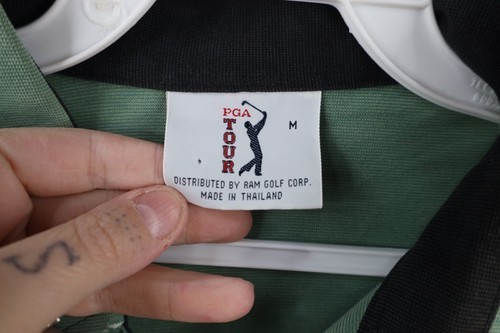 PGA
TOUR
M
DISTRIBUTED BY RAM GOLF CORP.
MADE IN THAILAND
S